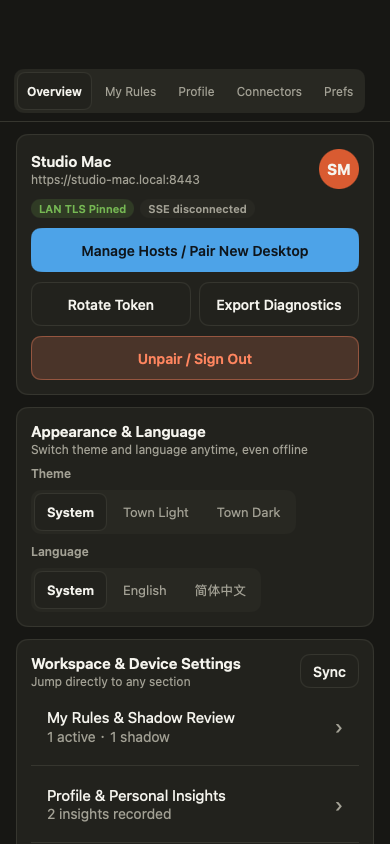 Overview My Rules Profile Connectors Prefs
Studio Mac
https://studio-mac.local:8443
SM
LAN TLS Pinned SSE disconnected
Manage Hosts / Pair New Desktop
Rotate Token Export Diagnostics
Unpair / Sign Out
Appearance & Language
Switch theme and language anytime, even offline
Theme
System Town Light Town Dark
Language
System English 简体中文
Workspace & Device Settings
Jump directly to any section
Sync
My Rules & Shadow Review
1 active · 1 shadow
Profile & Personal Insights
2 insights recorded